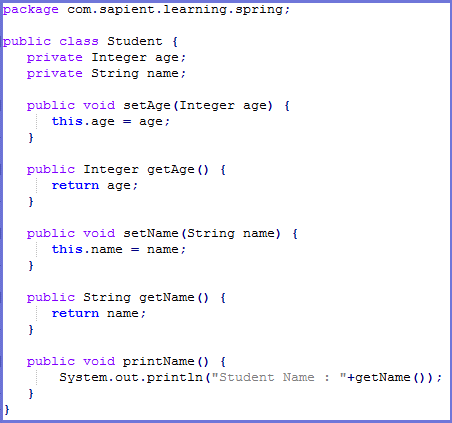 package com.sapient.learning.spring;
public class Student {
private Integer age;
private String name;
public void setAge(Integer age) {
this.age = age;
}
public Integer getAge() {
return age;
}
public void setName(String name) {
this.name = name;
}
public String getName() {
return name;
}
public void printName() {
System.out.println("Student Name : "+getName());
}
}